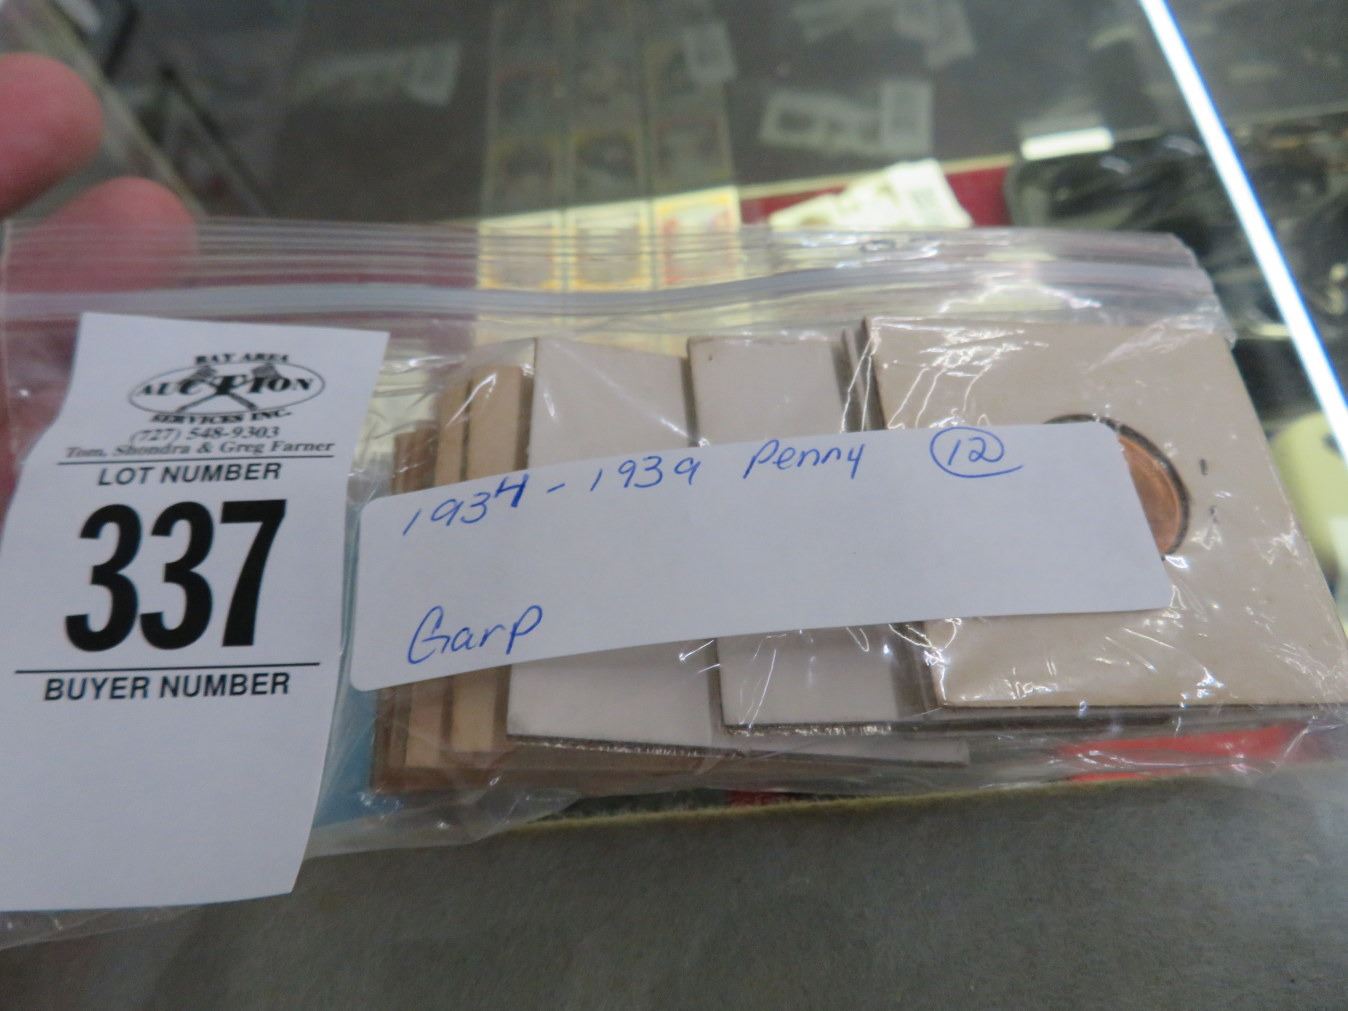 BAY AREA
AUCTION
SERVICES INC.
(727) 548-9303
Tom, Shondra & Greg Farner
LOT NUMBER
337
BUYER NUMBER
1934 - 1939 Penny 12
Garp